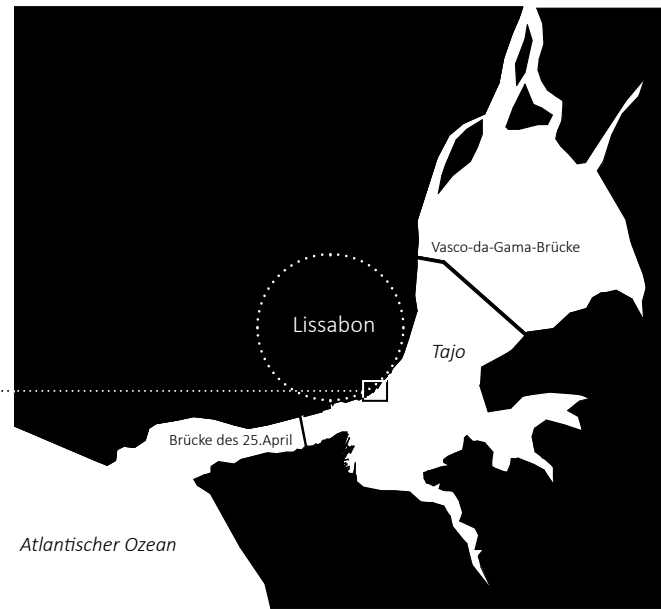 Vasco-da-Gama-Brücke
Lissabon
Tajo
Brücke des 25.April
Atlantischer Ozean